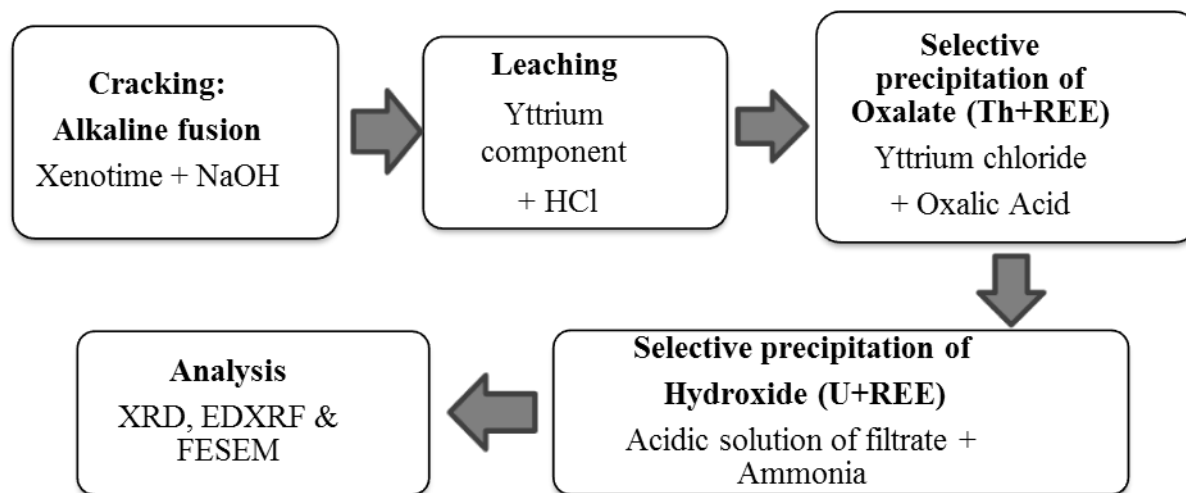 Cracking:
Alkaline fusion
Xenotime + NaOH
Leaching
Yttrium
component
+ HCl
Selective
precipitation of
Oxalate (Th+REE)
Yttrium chloride
+ Oxalic Acid
Selective precipitation of
Hydroxide (U+REE)
Acidic solution of filtrate +
Ammonia
Analysis
XRD, EDXRF &
FESEM